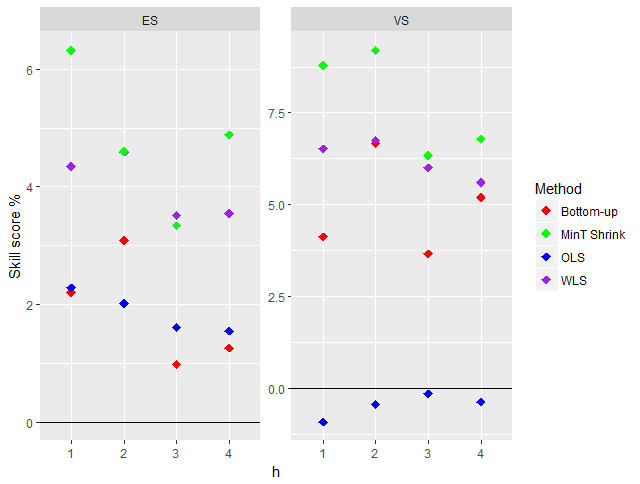 ES
VS
6
4
2
0
7.5
5.0
2.5
0.0
1 2 3 4
1 2 3 4
h
Skill score %
Method
Bottom-up
MinT Shrink
OLS
WLS